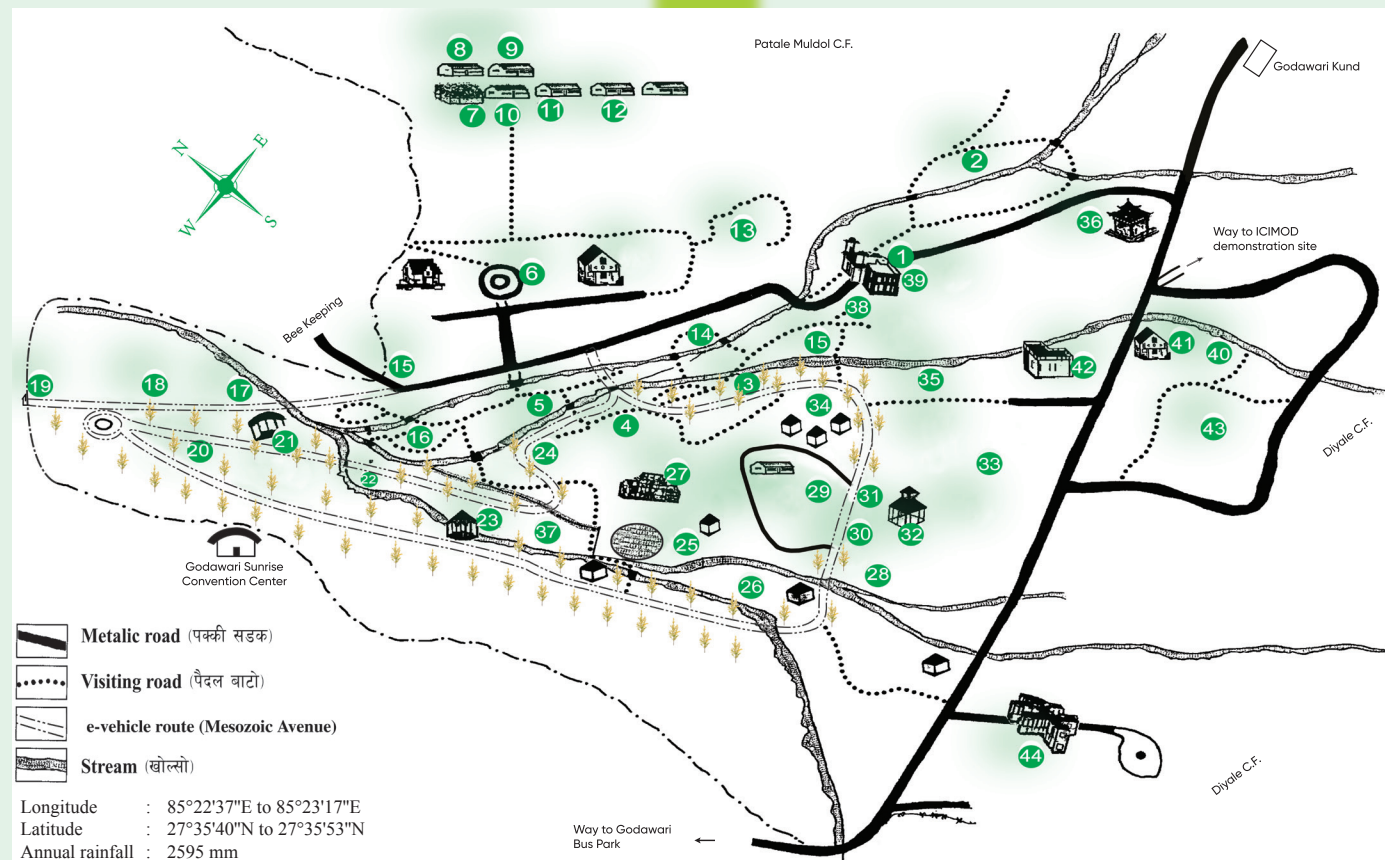 Patale Muldol C.F.
Godawari Kund
8
9
7
10
11
12
2
N
E
W
S
13
36
Way to ICIMOD
demonstration site
6
1
39
38
Bee Keeping
14
15
41
40
42
15
19
18
17
3
35
5
34
43
Diyale C.F.
16
4
21
20
24
27
33
22
29
31
23
37
30
32
25
Godawari Sunrise
Convention Center
26
28
Metalic road (पक्की सडक)
Visiting road (पैदल बाटो)
e-vehicle route (Mesozoic Avenue)
44
Stream (खोल्सो)
Diyale C.F.
Longitude : 85°22'37"E to 85°23'17"E
Latitude : 27°35'40"N to 27°35'53"N
Annual rainfall : 2595 mm
Way to Godawari
Bus Park